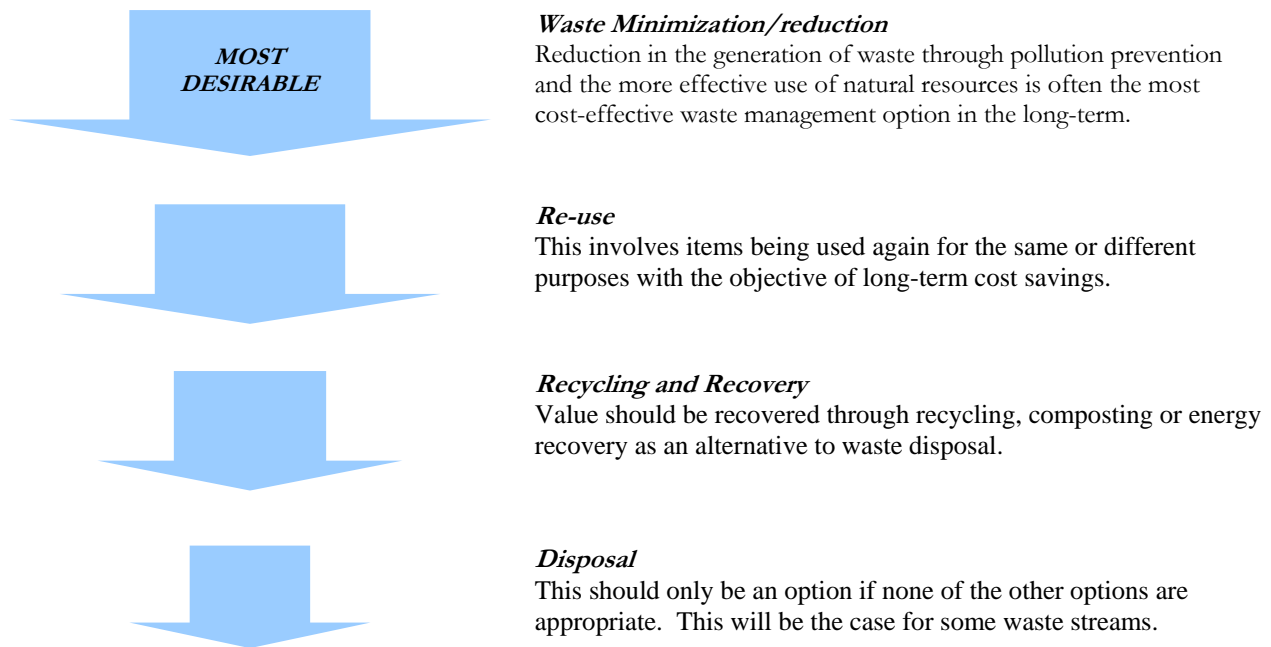 MOST
DESIRABLE
Waste Minimization/reduction
Reduction in the generation of waste through pollution prevention
and the more effective use of natural resources is often the most
cost-effective waste management option in the long-term.
Re-use
This involves items being used again for the same or different
purposes with the objective of long-term cost savings.
Recycling and Recovery
Value should be recovered through recycling, composting or energy
recovery as an alternative to waste disposal.
Disposal
This should only be an option if none of the other options are
appropriate.  This will be the case for some waste streams.